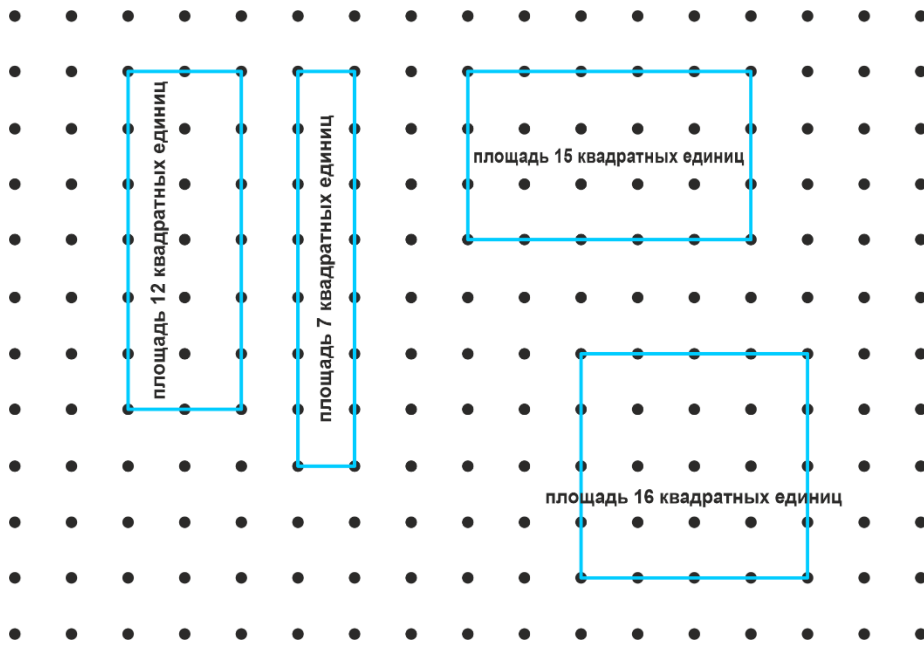 площадь 12 квадратных единиц
площадь 7 квадратных единиц
площадь 15 квадратных единиц
площадь 16 квадратных единиц